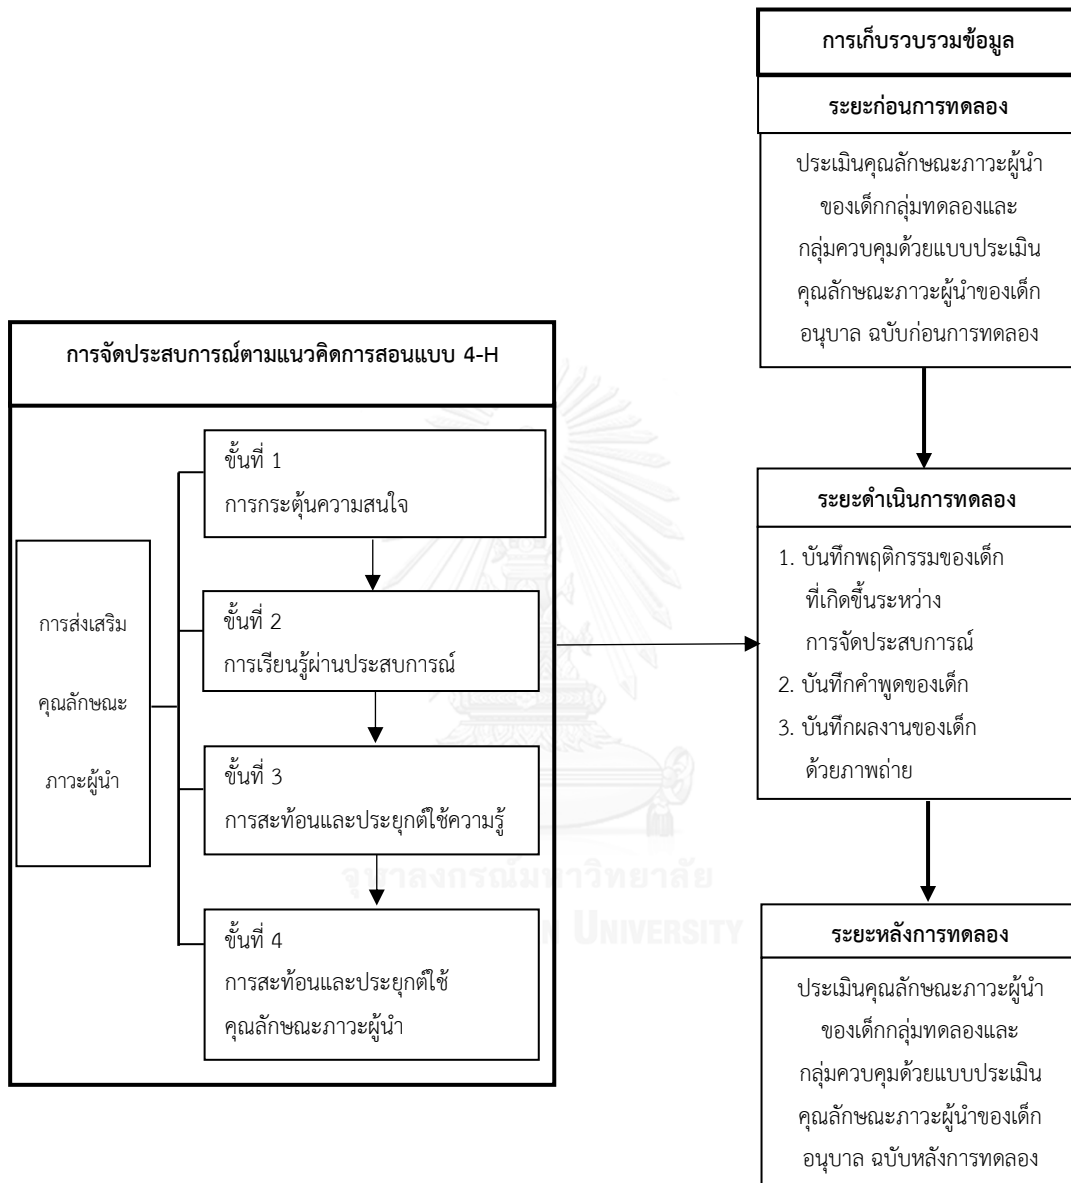 การเก็บรวบรวมข้อมูล
ระยะก่อนการทดลอง
ประเมินคุณลักษณะภาวะผู้นำ
ของเด็กกลุ่มทดลองและ
กลุ่มควบคุมด้วยแบบประเมิน
คุณลักษณะภาวะผู้นำของเด็ก
อนุบาล ฉบับก่อนการทดลอง
การจัดประสบการณ์ตามแนวคิดการสอนแบบ 4-H
การส่งเสริม
คุณลักษณะ
ภาวะผู้นำ
ขั้นที่ 1
การกระตุ้นความสนใจ
ขั้นที่ 2
การเรียนรู้ผ่านประสบการณ์
ขั้นที่ 3
การสะท้อนและประยุกต์ใช้ความรู้
ขั้นที่ 4
การสะท้อนและประยุกต์ใช้
คุณลักษณะภาวะผู้นำ
ระยะดำเนินการทดลอง
1. บันทึกพฤติกรรมของเด็ก
ที่เกิดขึ้นระหว่าง
การจัดประสบการณ์
2. บันทึกคำพูดของเด็ก
3. บันทึกผลงานของเด็ก
ด้วยภาพถ่าย
จุฬาลงกรณ์มหาวิทยาลัย
UNIVERSITY
ระยะหลังการทดลอง
ประเมินคุณลักษณะภาวะผู้นำ
ของเด็กกลุ่มทดลองและ
กลุ่มควบคุมด้วยแบบประเมิน
คุณลักษณะภาวะผู้นำของเด็ก
อนุบาล ฉบับหลังการทดลอง